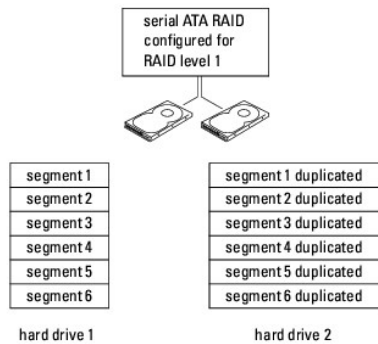 serial ATA RAID
configured for
RAID level 1
segment 1
segment 2
segment 3
segment 4
segment 5
segment 6
hard drive 1
segment 1 duplicated
segment 2 duplicated
segment 3 duplicated
segment 4 duplicated
segment 5 duplicated
segment 6 duplicated
hard drive 2